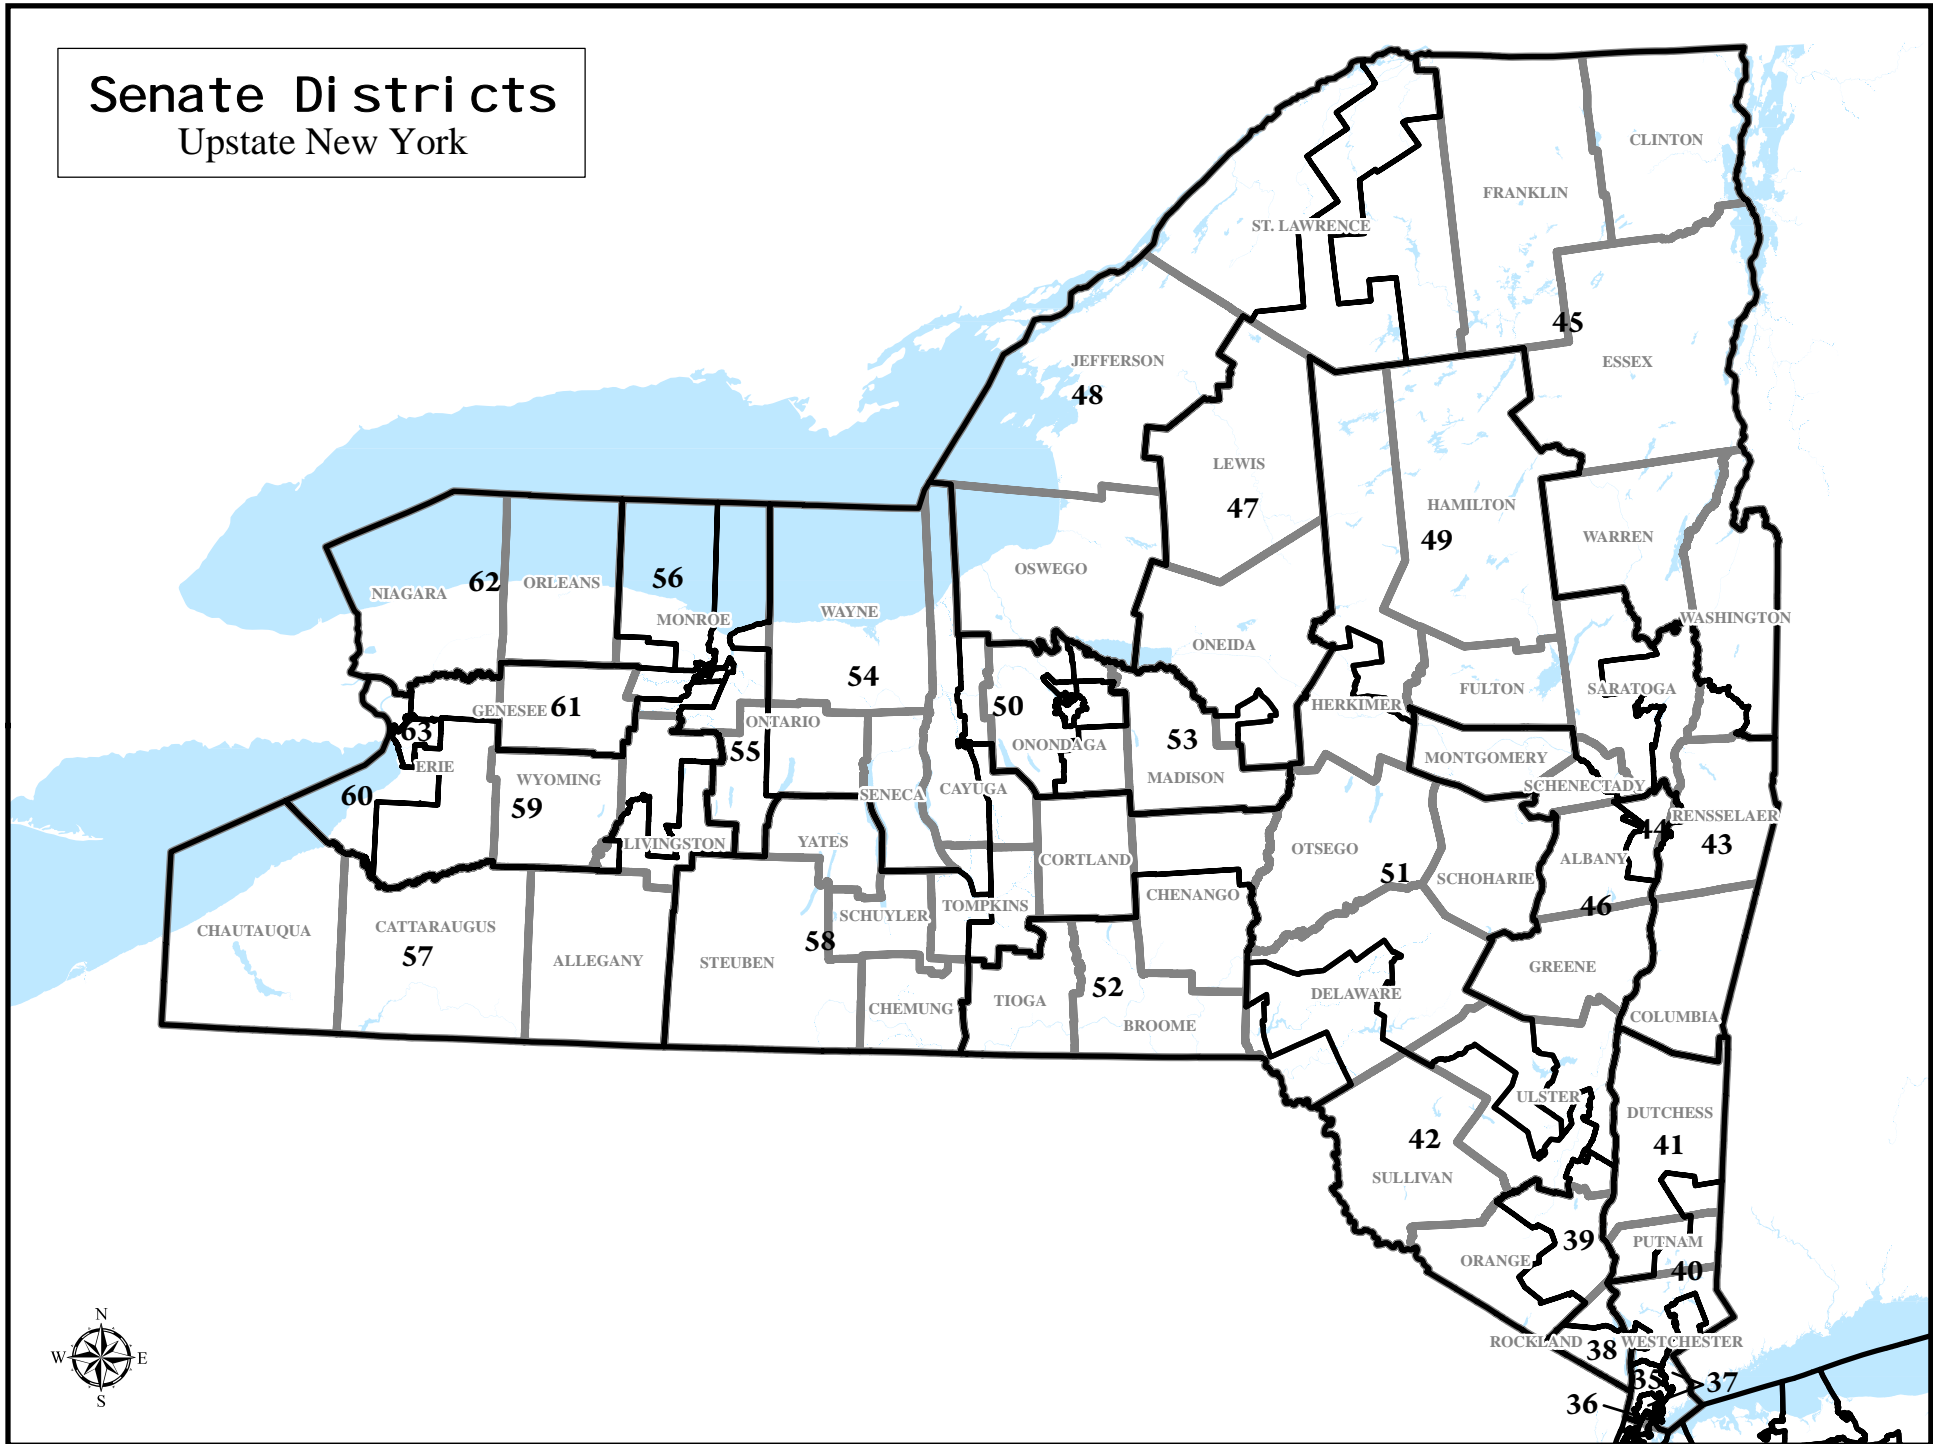 Senate Districts
Upstate New York
CLINTON
FRANKLIN
ST. LAWRENCE
45
JEFFERSON
ESSEX
48
LEWIS
47
HAMILTON
49
WARREN
OSWEGO
62
ORLEANS
56
NIAGARA
WAYNE
MONROE
WASHINGTON
ONEIDA
54
FULTON
SARATOGA
HERKIMER
50
GENESEE
61
ONTARIO
63
55
ONONDAGA
53
MONTGOMERY
ERIE
WYOMING
MADISON
SCHENECTADY
60
59
SENECA
CAYUGA
RENSSELAER
44
43
LIVINGSTON
YATES
CORTLAND
OTSEGO
ALBANY
51
SCHOHARIE
CHENANGO
TOMPKINS
46
SCHUYLER
CHAUTAUQUA
CATTARAUGUS
57
ALLEGANY
STEUBEN
58
GREENE
52
DELAWARE
TIOGA
CHEMUNG
BROOME
COLUMBIA
ULSTER
DUTCHESS
42
41
SULLIVAN
39
PUTNAM
ORANGE
40
ROCKLAND
38
WESTCHESTER
35
37
36
N
W
E
S